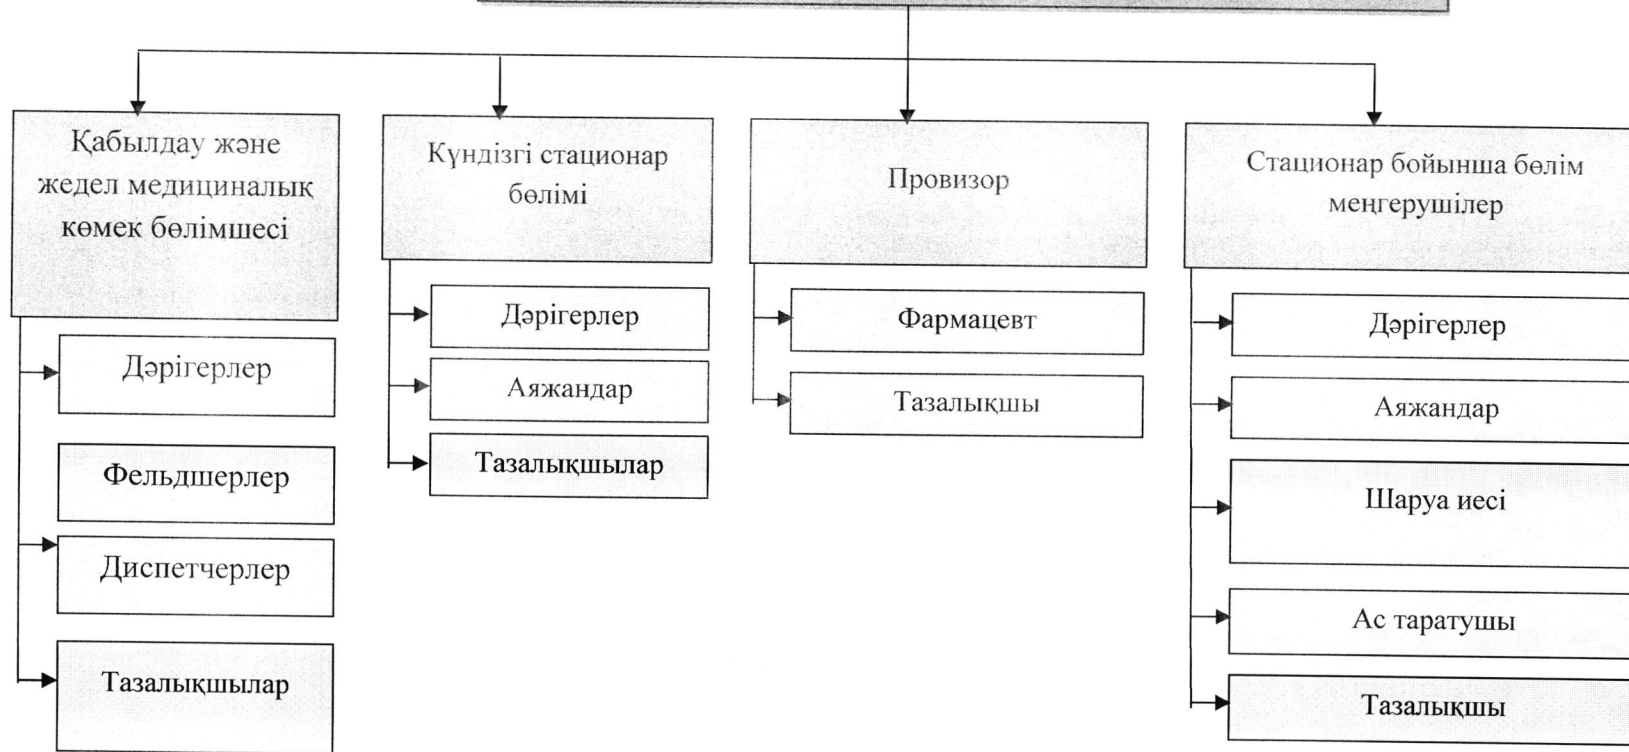 Қабылдау және
жедел медициналық
көмек бөлімшесі
Дәрігерлер
Фельдшерлер
Диспетчерлер
Тазалықшылар
Күндізгі стационар
бөлімі
Дәрігерлер
Аяжандар
Тазалықшылар
Провизор
Фармацевт
Тазалықшы
Стационар бойынша бөлім
меңгерушілер
Дәрігерлер
Аяжандар
Шаруа иесі
Ас таратушы
Тазалықшы